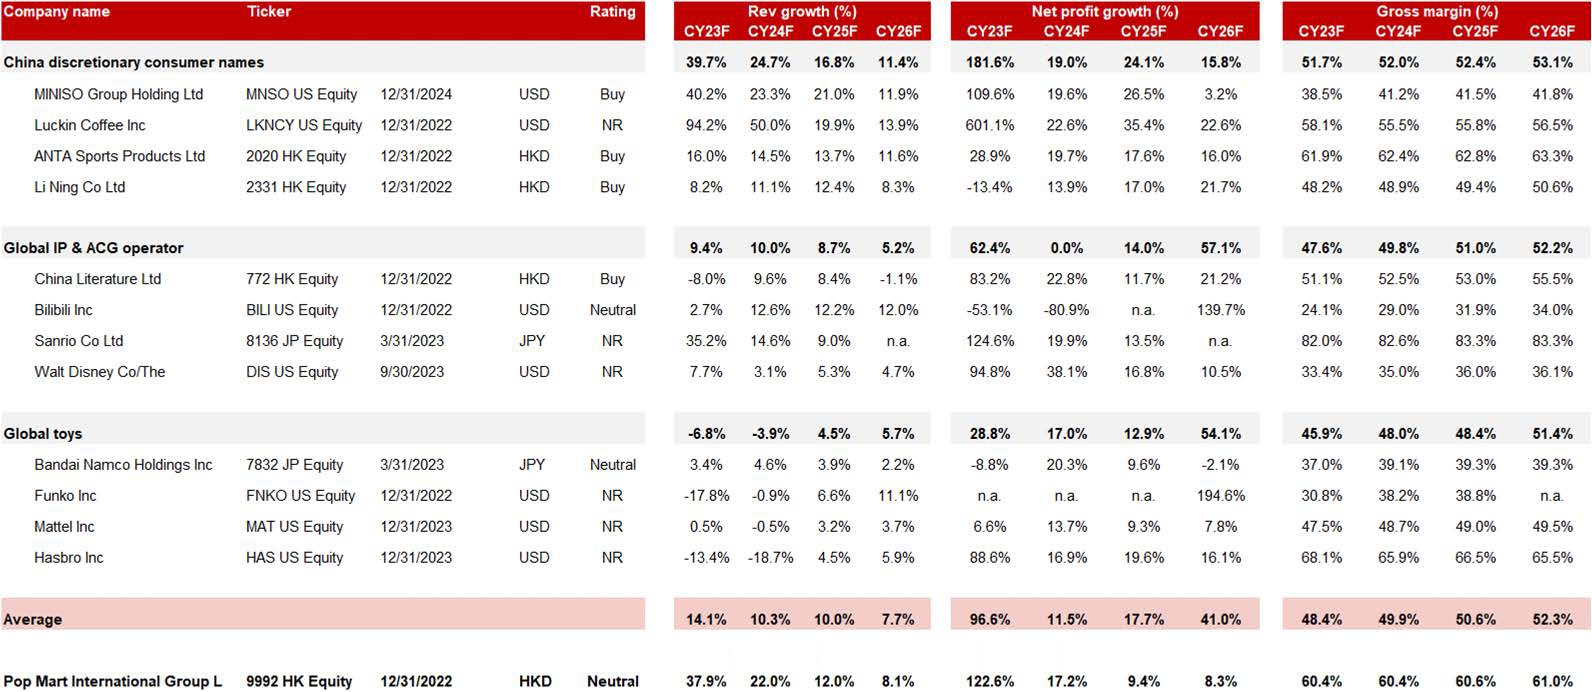 Company name Ticker Rating Rev growth (%) Net profit growth (%) Gross margin (%)
CY23F CY24F CY25F CY26F CY23F CY24F CY25F CY26F CY23F CY24F CY25F CY26F
China discretionary consumer names 39.7% 24.7% 16.8% 11.4% 181.6% 19.0% 24.1% 15.8% 51.7% 52.0% 52.4% 53.1%
MINISO Group Holding Ltd MNSO US Equity 12/31/2024 USD Buy 40.2% 23.3% 21.0% 11.9% 109.6% 19.6% 26.5% 3.2% 38.5% 41.2% 41.5% 41.8%
Luckin Coffee Inc LKNCY US Equity 12/31/2022 USD NR 94.2% 50.0% 19.9% 13.9% 601.1% 22.6% 35.4% 22.6% 58.1% 55.5% 55.8% 56.5%
ANTA Sports Products Ltd 2020 HK Equity 12/31/2022 HKD Buy 16.0% 14.5% 13.7% 11.6% 28.9% 19.7% 17.6% 16.0% 61.9% 62.4% 62.8% 63.3%
Li Ning Co Ltd 2331 HK Equity 12/31/2022 HKD Buy 8.2% 11.1% 12.4% 8.3% -13.4% 13.9% 17.0% 21.7% 48.2% 48.9% 49.4% 50.6%
Global IP & ACG operator 9.4% 10.0% 8.7% 5.2% 62.4% 0.0% 14.0% 57.1% 47.6% 49.8% 51.0% 52.2%
China Literature Ltd 772 HK Equity 12/31/2022 HKD Buy -8.0% 9.6% 8.4% -1.1% 83.2% 22.8% 11.7% 21.2% 51.1% 52.5% 53.0% 55.5%
Bilibili Inc BILI US Equity 12/31/2022 USD Neutral 2.7% 12.6% 12.2% 12.0% -53.1% -80.9% n.a. 139.7% 24.1% 29.0% 31.9% 34.0%
Sanrio Co Ltd 8136 JP Equity 3/31/2023 JPY NR 35.2% 14.6% 9.0% n.a. 124.6% 19.9% 13.5% n.a. 82.0% 82.6% 83.3% 83.3%
Walt Disney Co/The DIS US Equity 9/30/2023 USD NR 7.7% 3.1% 5.3% 4.7% 94.8% 38.1% 16.8% 10.5% 33.4% 35.0% 36.0% 36.1%
Global toys -6.8% -3.9% 4.5% 5.7% 28.8% 17.0% 12.9% 54.1% 45.9% 48.0% 48.4% 51.4%
Bandai Namco Holdings Inc 7832 JP Equity 3/31/2023 JPY Neutral 3.4% 4.6% 3.9% 2.2% -8.8% 20.3% 9.6% -2.1% 37.0% 39.1% 39.3% 39.3%
Funko Inc FNKO US Equity 12/31/2022 USD NR -17.8% -0.9% 6.6% 11.1% n.a. n.a. n.a. 194.6% 30.8% 38.2% 38.8% n.a.
Mattel Inc MAT US Equity 12/31/2023 USD NR 0.5% -0.5% 3.2% 3.7% 6.6% 13.7% 9.3% 7.8% 47.5% 48.7% 49.0% 49.5%
Hasbro Inc HAS US Equity 12/31/2023 USD NR -13.4% -18.7% 4.5% 5.9% 88.6% 16.9% 19.6% 16.1% 68.1% 65.9% 66.5% 65.5%
Average 14.1% 10.3% 10.0% 7.7% 96.6% 11.5% 17.7% 41.0% 48.4% 49.9% 50.6% 52.3%
Pop Mart International Group L 9992 HK Equity 12/31/2022 HKD Neutral 37.9% 22.0% 12.0% 8.1% 122.6% 17.2% 9.4% 8.3% 60.4% 60.4% 60.6% 61.0%